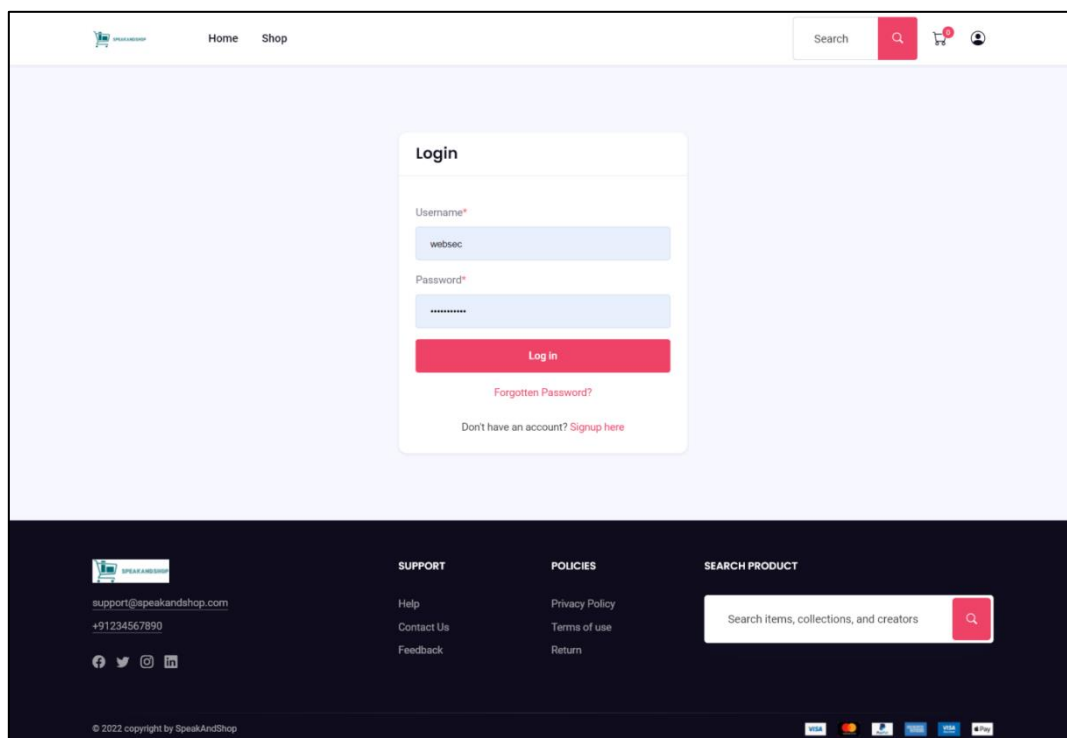 SPEAKANDSHOP
Home Shop
Search
0
Login
Username*
websec
Password*
•••••••••••
Log in
Forgotten Password?
Don't have an account? Signup here
SPEAKANDSHOP
support@speakandshop.com
+91234567890
SUPPORT
Help
Contact Us
Feedback
POLICIES
Privacy Policy
Terms of use
Return
SEARCH PRODUCT
Search items, collections, and creators
© 2022 copyright by SpeakAndShop
VISA
VISA
Pay